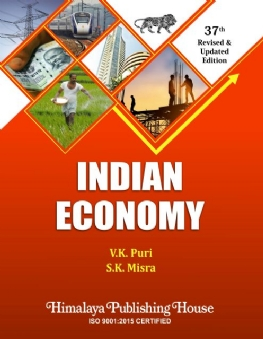 37th
Revised &
Updated
Edition
INDIAN
ECONOMY
V.K. Puri
S.K. Misra
Himalaya Publishing House
ISO 9001:2015 CERTIFIED